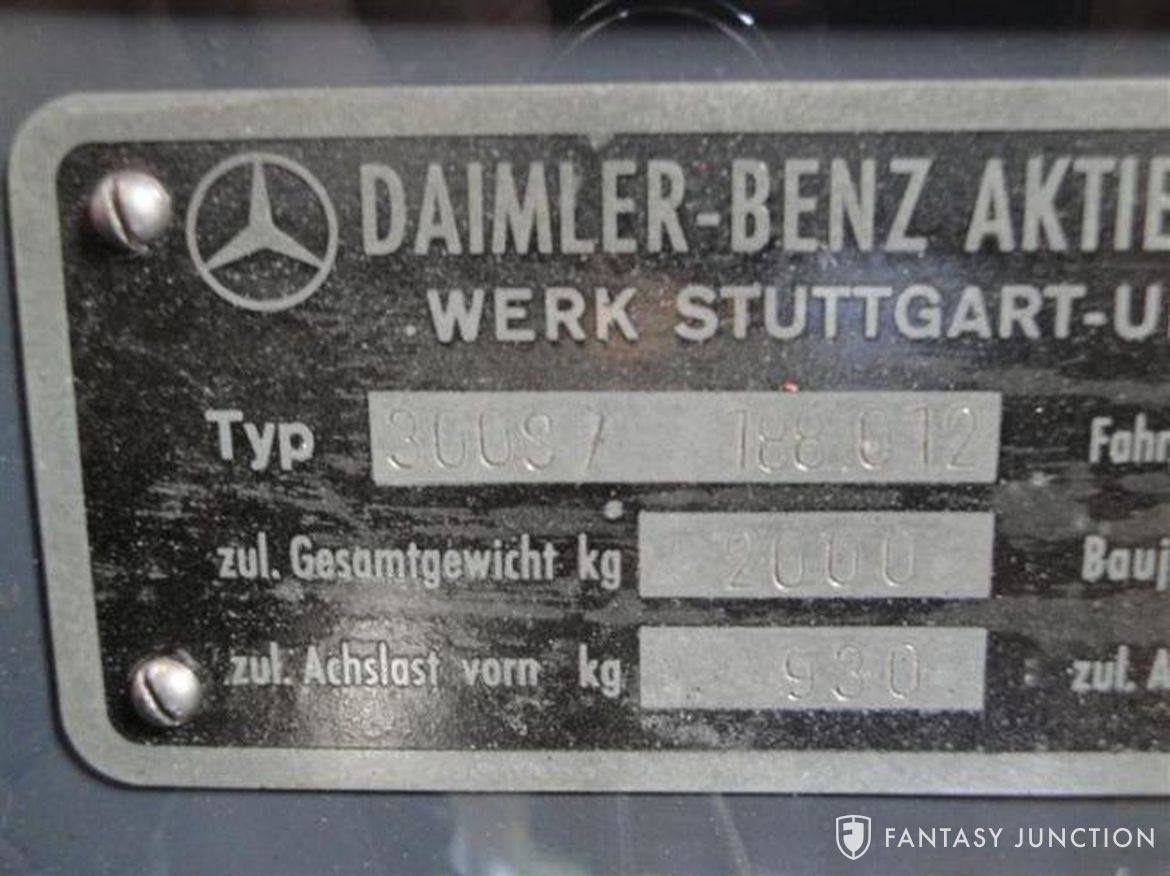 DAIMLER-BENZ AKTIE
WERK STUTTGART-U
Typ 300S/ 188.012 Fahr
zul. Gesamtgewicht kg 2000 Bauj
zul. Achslast vorn kg 930 zul. A
FANTASY JUNCTION